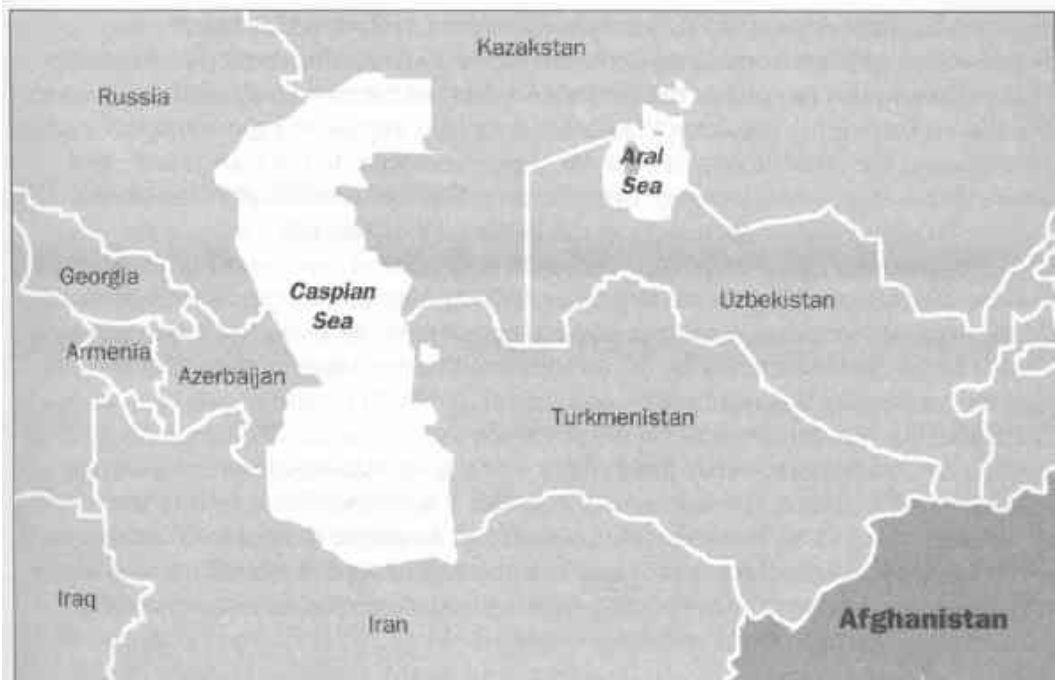 Kazakstan
Russia
Aral
Sea
Georgia
Caspian
Sea
Uzbekistan
Armenia
Azerbaijan
Turkmenistan
Iraq
Iran
Afghanistan